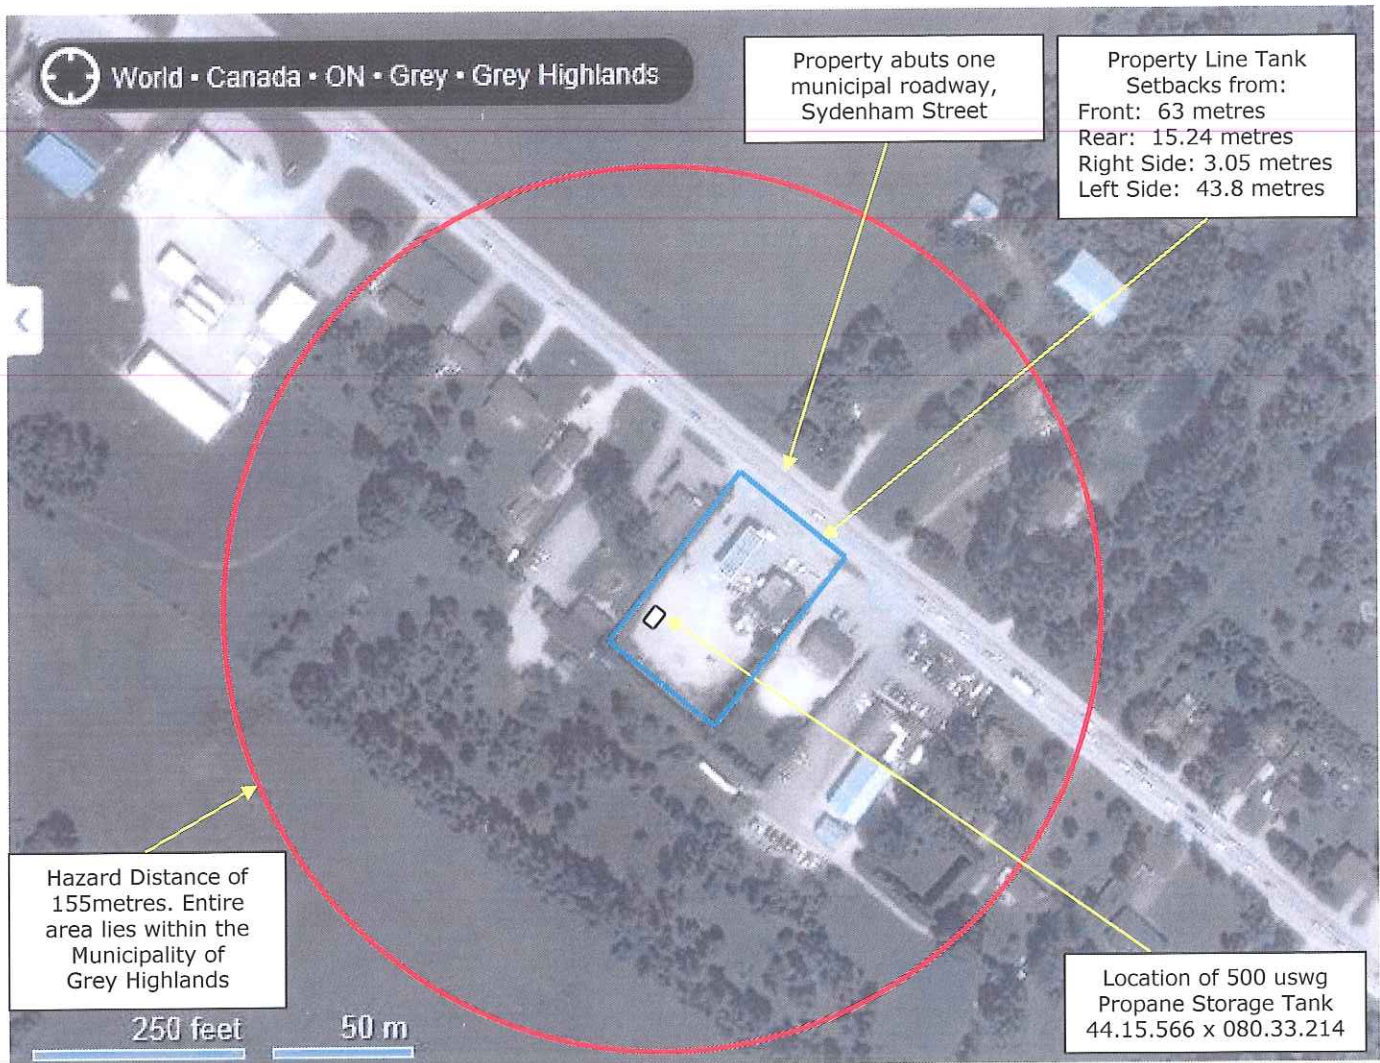 World • Canada • ON • Grey • Grey Highlands
Property abuts one
municipal roadway,
Sydenham Street
Property Line Tank
Setbacks from:
Front: 63 metres
Rear: 15.24 metres
Right Side: 3.05 metres
Left Side: 43.8 metres
Hazard Distance of
155metres. Entire
area lies within the
Municipality of
Grey Highlands
250 feet
50 m
Location of 500 uswg
Propane Storage Tank
44.15.566 x 080.33.214